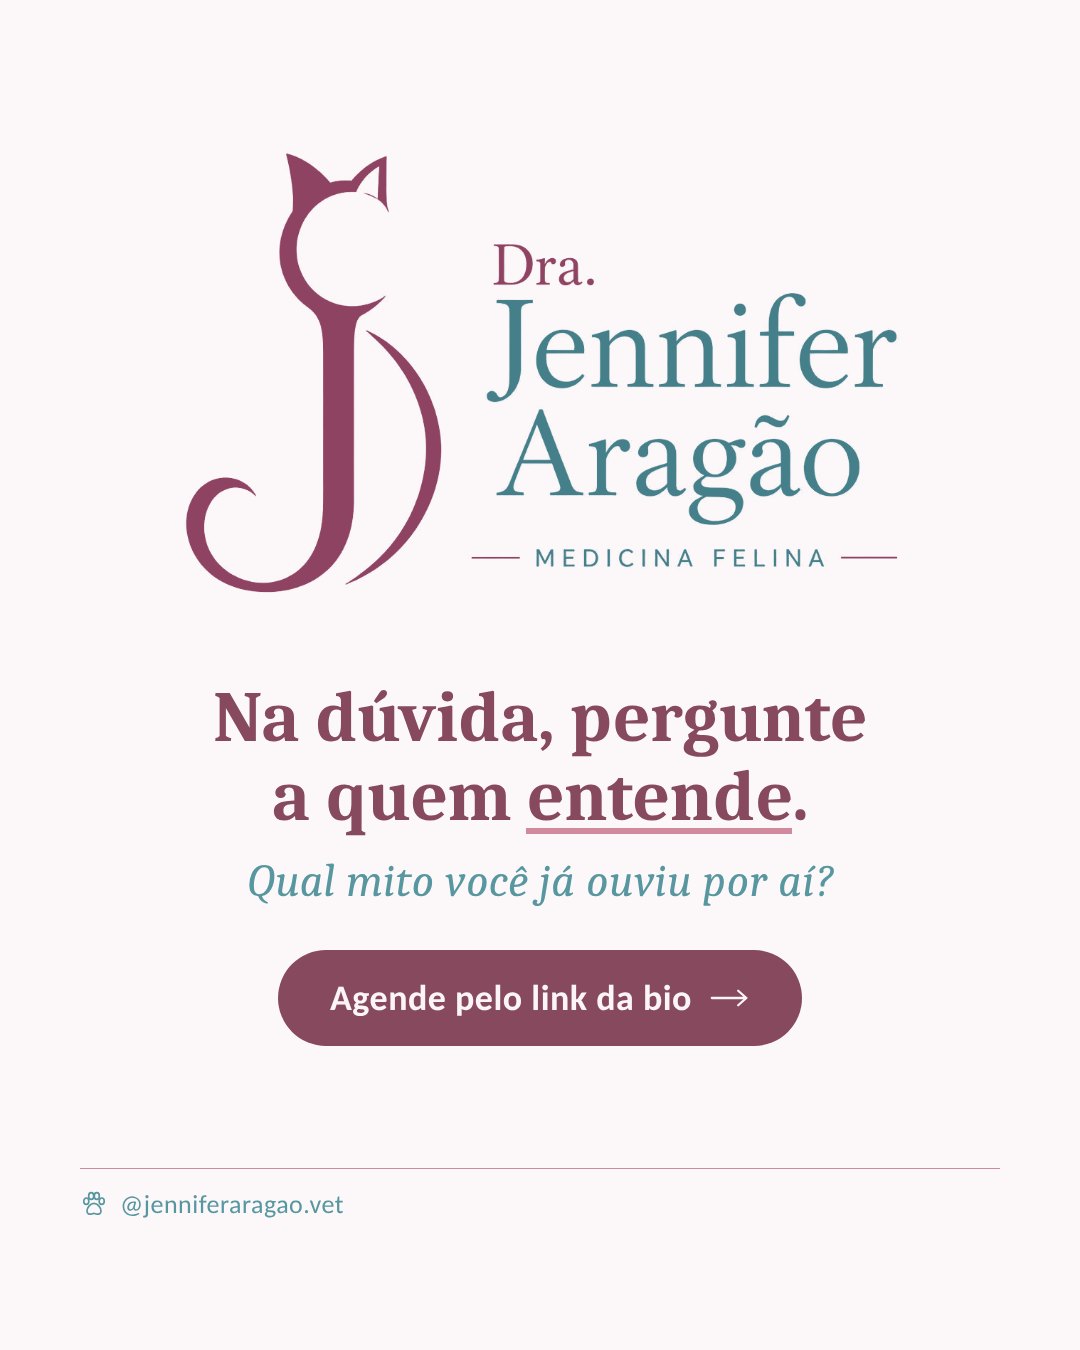 Dra.
Jennifer
Aragão
MEDICINA FELINA
Na dúvida, pergunte
a quem entende.
Qual mito você já ouviu por aí?
Agende pelo link da bio →
@jenniferaragao.vet